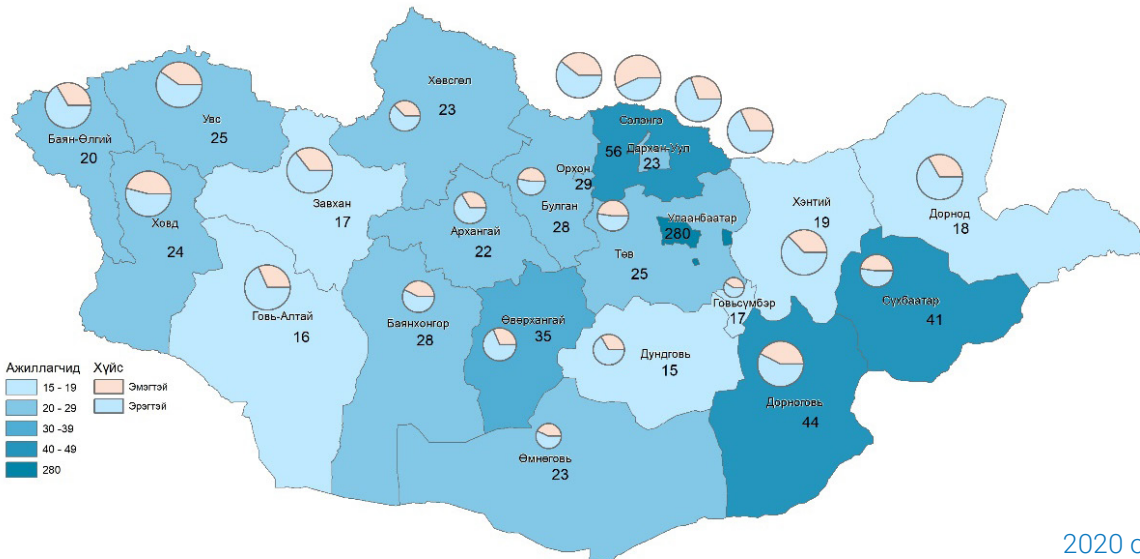 Хөвсгөл
23
Увс
25
Баян-Өлгий
20
Сэлэнгэ
56
Дархан-Уул
23
Орхон
29
Завхан
17
Ховд
24
Булган
28
Архангай
22
Улаанбаатар
280
Хэнтий
19
Дорнод
18
Төв
25
Говь-Алтай
16
Баянхонгор
28
Өвөрхангай
35
Говьсүмбэр
17
Сүхбаатар
41
Дундговь
15
Дорноговь
44
Өмнөговь
23
Ажиллагчид Хүйс
15 - 19 Эмэгтэй
20 - 29 Эрэгтэй
30 -39
40 - 49
280
2020 о